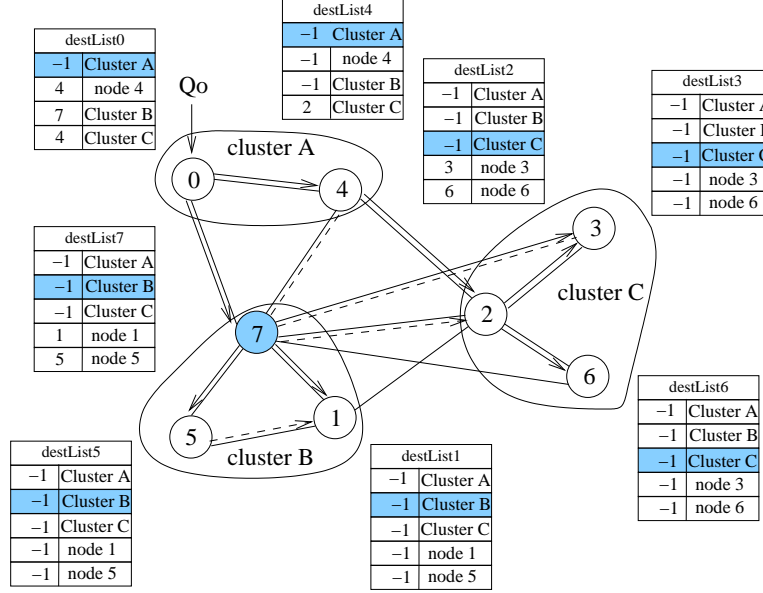 destList0
−1 Cluster A
4 node 4
7 Cluster B
4 Cluster C
destList4
−1 Cluster A
−1 node 4
−1 Cluster B
2 Cluster C
destList2
−1 Cluster A
−1 Cluster B
−1 Cluster C
3 node 3
6 node 6
destList3
−1 Cluster A
−1 Cluster
−1 Cluster C
−1 node 3
−1 node 6
Qo
cluster A
0
4
3
cluster C
2
6
7
1
5
cluster B
destList7
−1 Cluster A
−1 Cluster B
−1 Cluster C
1 node 1
5 node 5
destList5
−1 Cluster A
−1 Cluster B
−1 Cluster C
−1 node 1
−1 node 5
destList1
−1 Cluster A
−1 Cluster B
−1 Cluster C
−1 node 1
−1 node 5
destList6
−1 Cluster A
−1 Cluster B
−1 Cluster C
−1 node 3
−1 node 6